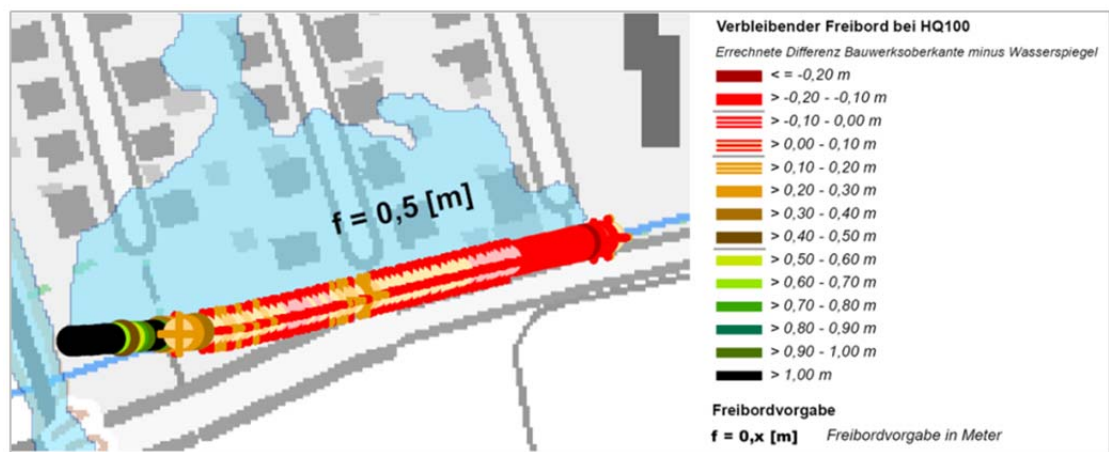 f = 0,5 [m]
Verbleibender Freibord bei HQ100
Errechnete Differenz Bauwerksoberkante minus Wasserspiegel
< = -0,20 m
> -0,20 - -0,10 m
> -0,10 - 0,00 m
> 0,00 - 0,10 m
> 0,10 - 0,20 m
> 0,20 - 0,30 m
> 0,30 - 0,40 m
> 0,40 - 0,50 m
> 0,50 - 0,60 m
> 0,60 - 0,70 m
> 0,70 - 0,80 m
> 0,80 - 0,90 m
> 0,90 - 1,00 m
> 1,00 m
Freibordvorgabe
f = 0,x [m] Freibordvorgabe in Meter